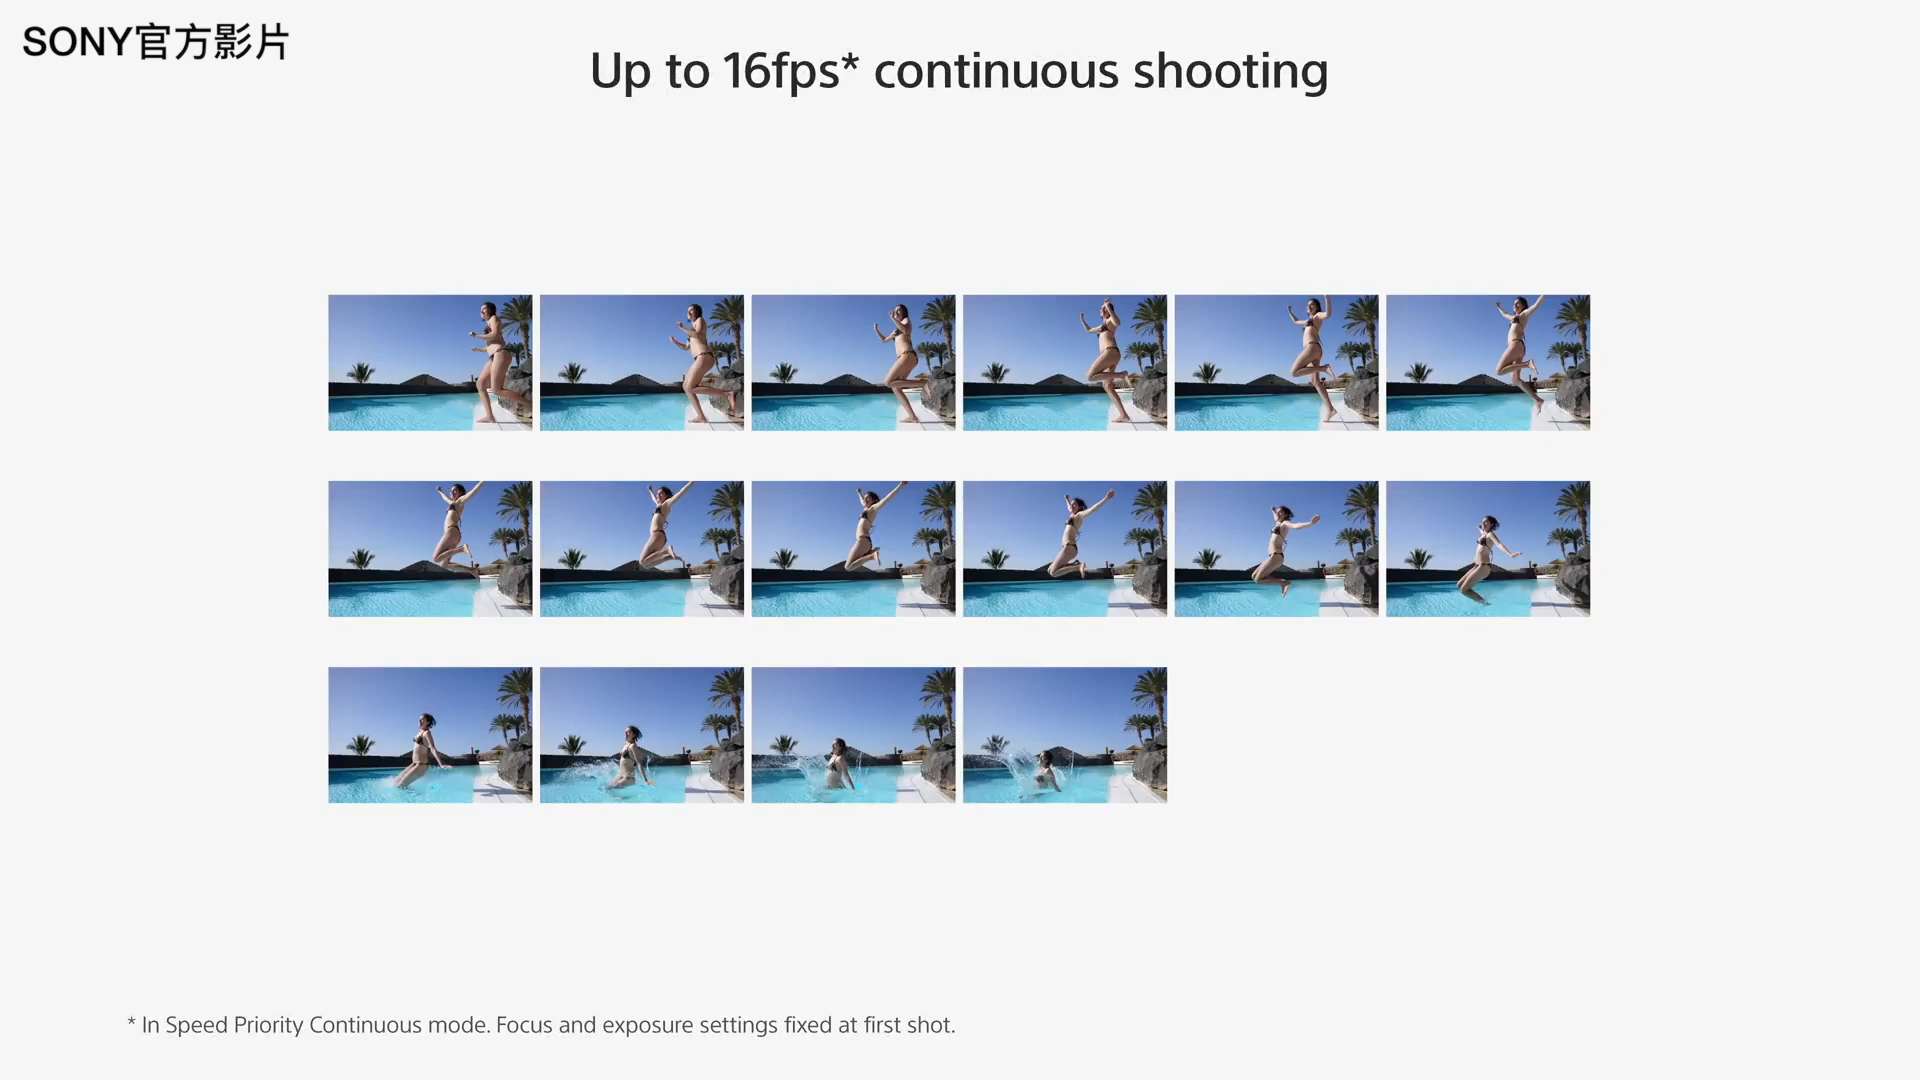 SONY官方影片
Up to 16fps* continuous shooting
* In Speed Priority Continuous mode. Focus and exposure settings fixed at first shot.